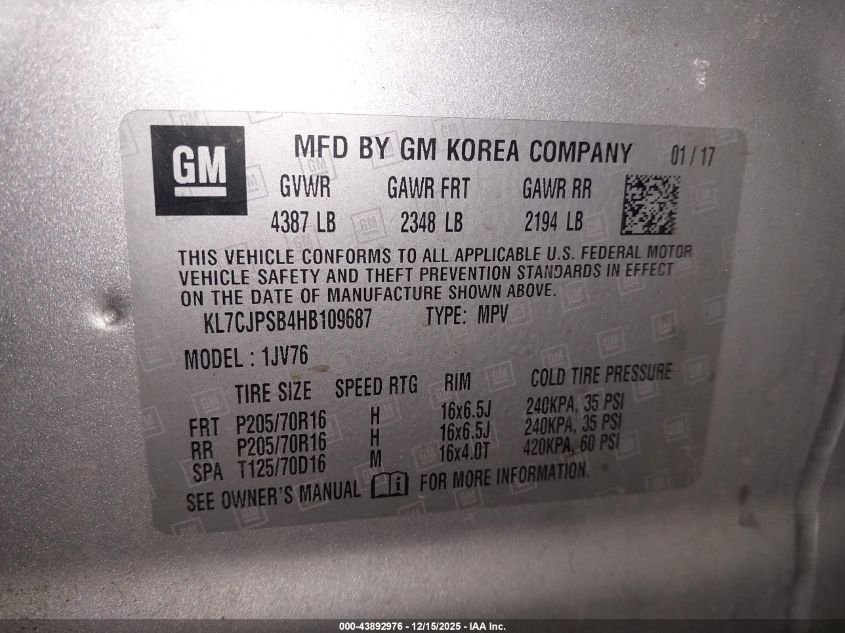 GM MFD BY GM KOREA COMPANY 01/17
GVWR GAWR FRT GAWR RR
4387 LB 2348 LB 2194 LB
THIS VEHICLE CONFORMS TO ALL APPLICABLE U.S. FEDERAL MOTOR
VEHICLE SAFETY AND THEFT PREVENTION STANDARDS IN EFFECT
ON THE DATE OF MANUFACTURE SHOWN ABOVE.
KL7CJPSB4HB109687 TYPE: MPV
MODEL : 1JV76
TIRE SIZE SPEED RTG RIM COLD TIRE PRESSURE
FRT P205/70R16 H 16x6.5J 240KPA, 35 PSI
RR P205/70R16 H 16x6.5J 240KPA, 35 PSI
SPA T125/70D16 M 16x4.0T 420KPA, 60 PSI
SEE OWNER'S MANUAL i FOR MORE INFORMATION.
000-43892976 - 12/15/2025 - IAA Inc.